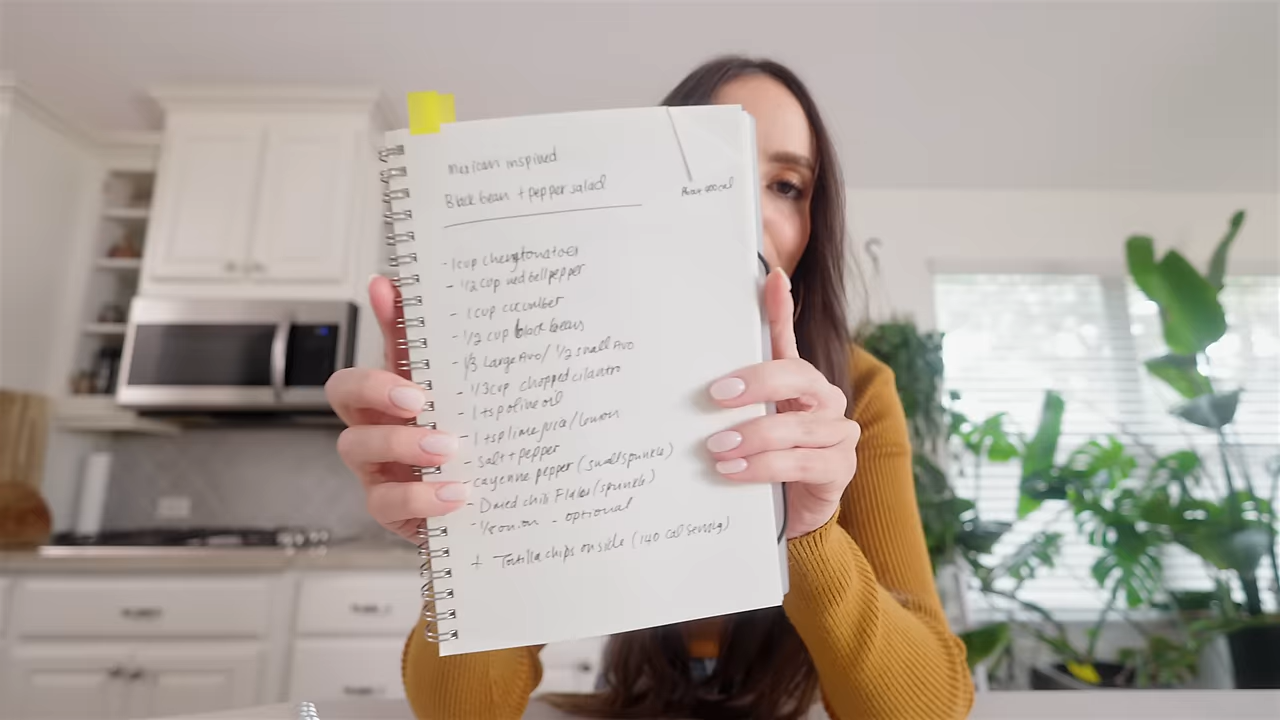 Mexican inspired
Black bean + pepper salad
About 400 cal
- 1 cup cherry tomatoes
- 1/2 cup red bell pepper
- 1 cup cucumber
- 1/2 cup black beans
- 1/3 Large Avo / 1/2 small Avo
- 1/3 cup chopped cilantro
- 1 tsp olive oil
- 1 tsp lime juice / lemon
- salt + pepper
- cayenne pepper (small sprinkle)
- Dried chili Flakes (sprinkle)
- onion - optional
+ Tortilla chips on side (140 cal serving)